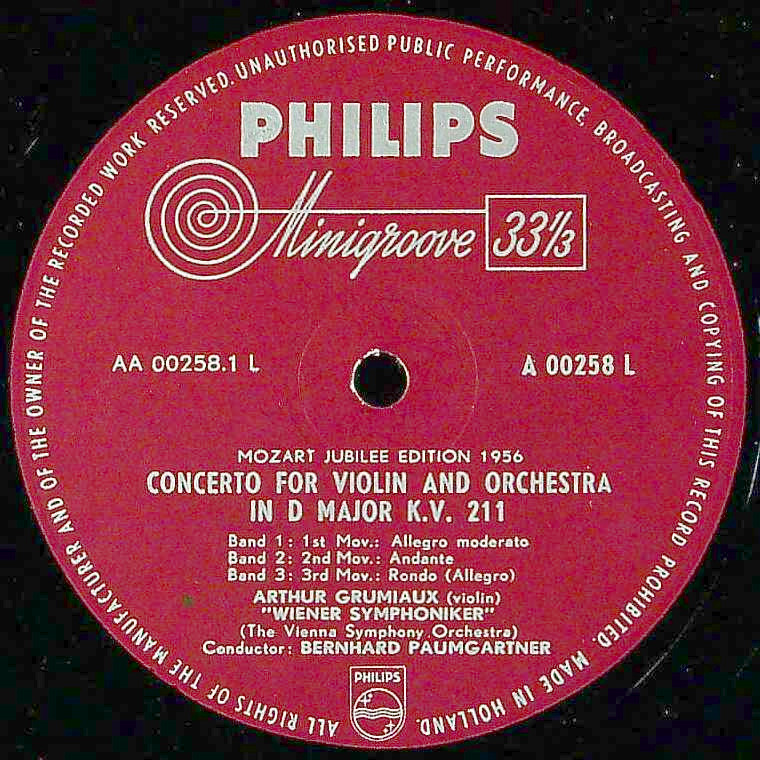 ALL RIGHTS OF THE MANUFACTURER AND OF THE OWNER OF THE RECORDED WORK RESERVED. UNAUTHORISED PUBLIC PERFORMANCE, BROADCASTING AND COPYING OF THIS RECORD PROHIBITED. MADE IN HOLLAND.
PHILIPS
Minigroove 33⅓
AA 00258.1 L
A 00258 L
MOZART JUBILEE EDITION 1956
CONCERTO FOR VIOLIN AND ORCHESTRA
IN D MAJOR K.V. 211
Band 1: 1st Mov.: Allegro moderato
Band 2: 2nd Mov.: Andante
Band 3: 3rd Mov.: Rondo (Allegro)
ARTHUR GRUMIAUX (violin)
"WIENER SYMPHONIKER"
(The Vienna Symphony Orchestra)
Conductor: BERNHARD PAUMGARTNER
PHILIPS